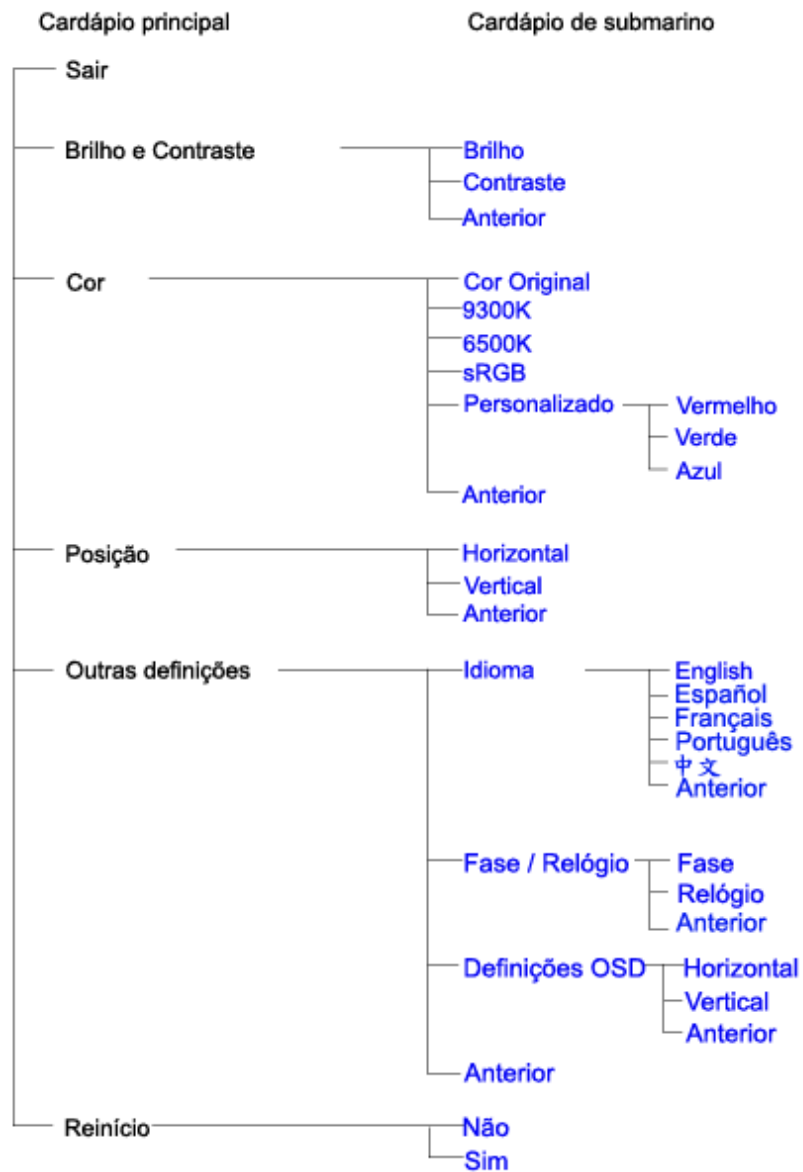 Cardápio principal Cardápio de submarino
Sair
Brilho e Contraste Brilho
Contraste
Anterior
Cor Cor Original
9300K
6500K
sRGB
Personalizado Vermelho
Verde
Azul
Anterior
Posição Horizontal
Vertical
Anterior
Outras definições Idioma English
Español
Français
Português
中文
Anterior
Fase / Relógio Fase
Relógio
Anterior
Definições OSD Horizontal
Vertical
Anterior
Anterior
Reinício Não
Sim